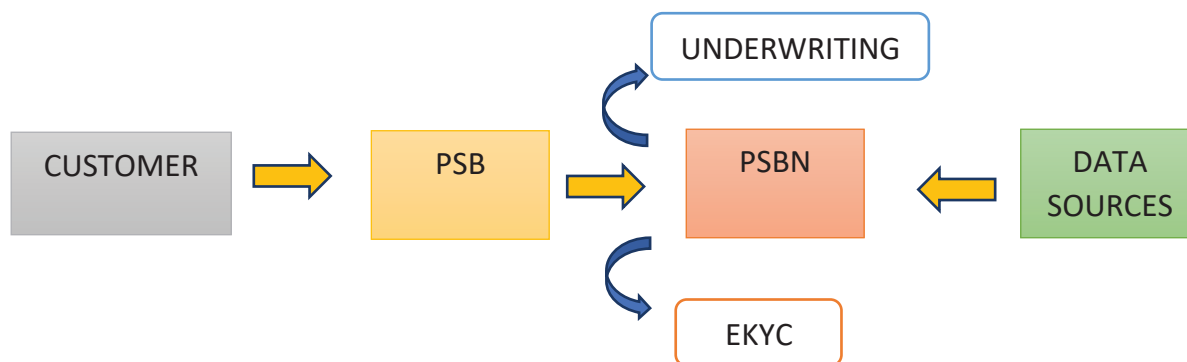 UNDERWRITING
CUSTOMER
PSB
PSBN
DATA
SOURCES
EKYC